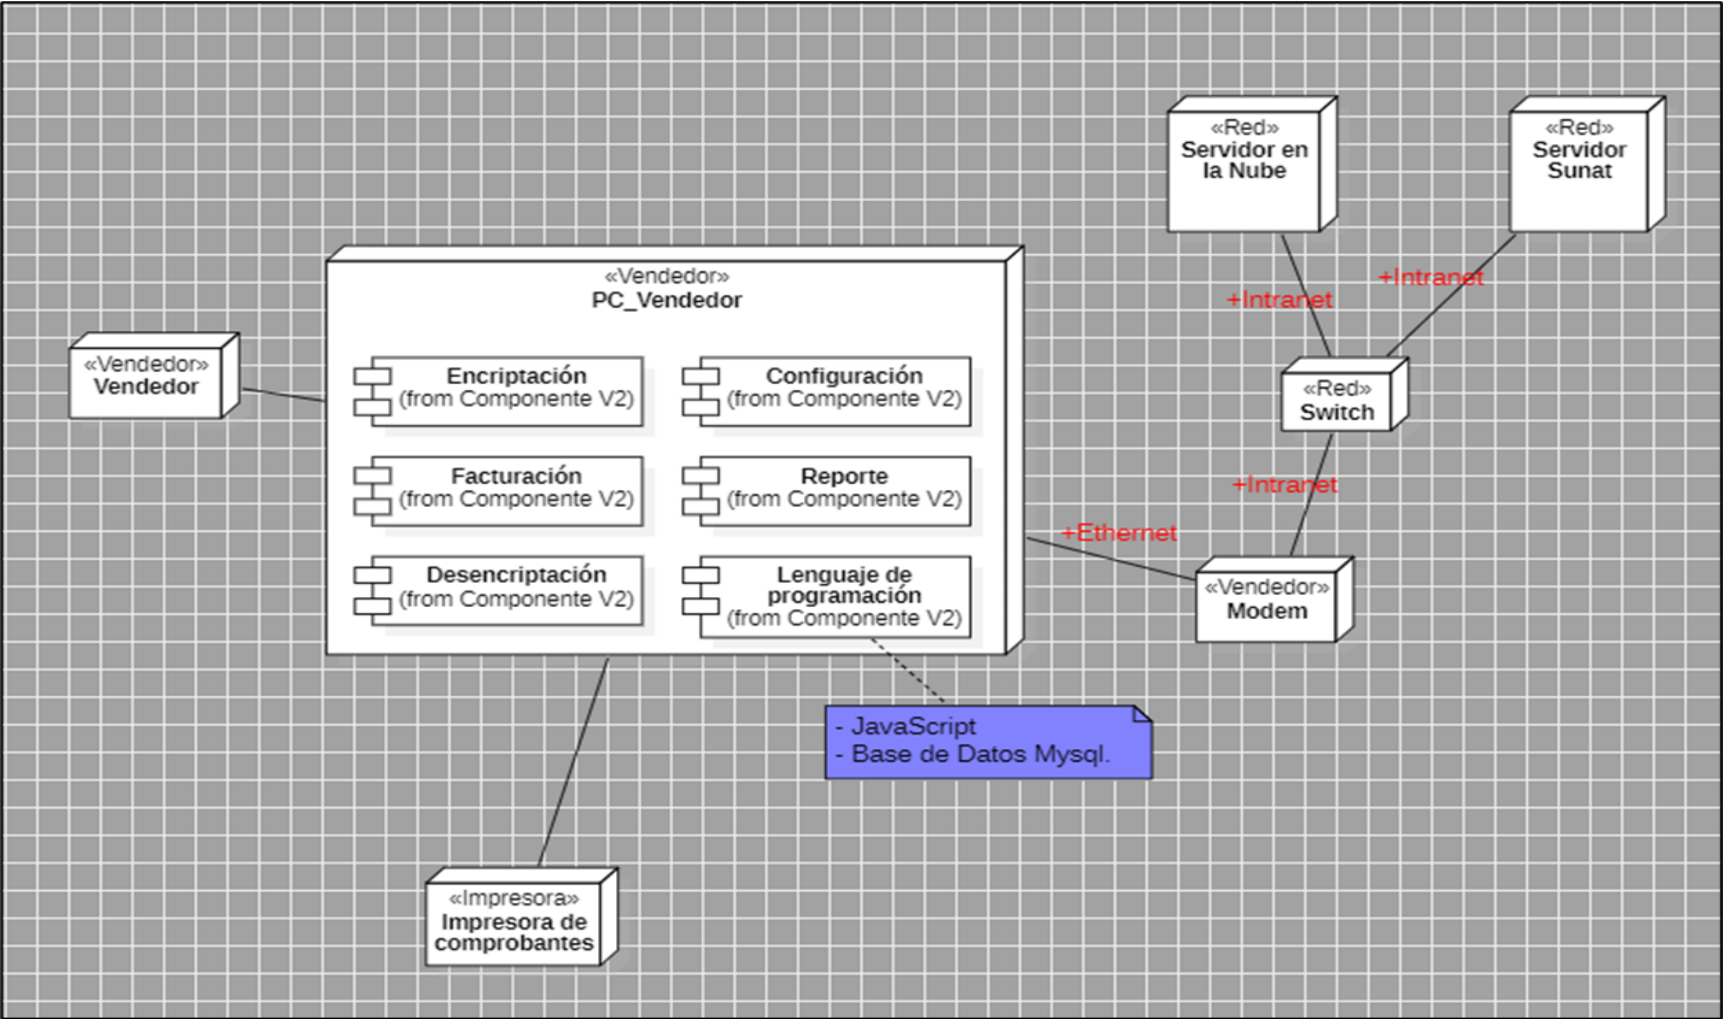 «Red»
Servidor en
la Nube
«Red»
Servidor
Sunat
+Intranet
+Intranet
«Vendedor»
PC_Vendedor
«Vendedor»
Vendedor
Encriptación
(from Componente V2)
Configuración
(from Componente V2)
«Red»
Switch
Facturación
(from Componente V2)
Reporte
(from Componente V2)
+Intranet
+Ethernet
Desencriptación
(from Componente V2)
Lenguaje de
programación
(from Componente V2)
«Vendedor»
Modem
- JavaScript
- Base de Datos Mysql.
«Impresora»
Impresora de
comprobantes